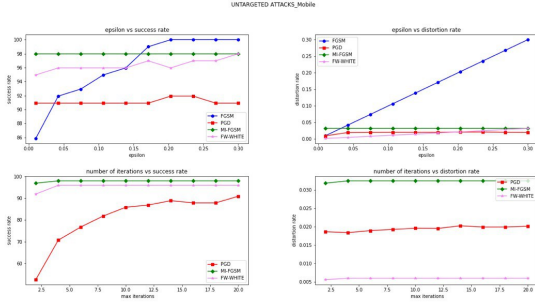 UNTARGETED ATTACKS_Mobile
epsilon vs success rate
success rate
100
98
96
94
92
90
88
86
0.00
0.05
0.10
0.15
0.20
0.25
0.30
epsilon
FGSM
PGD
MI-FGSM
FW-WHITE
epsilon vs distortion rate
distortion rate
0.30
0.25
0.20
0.15
0.10
0.05
0.00
0.00
0.05
0.10
0.15
0.20
0.25
0.30
epsilon
FGSM
PGD
MI-FGSM
FW-WHITE
number of iterations vs success rate
success rate
100
90
80
70
60
2.5
5.0
7.5
10.0
12.5
15.0
17.5
20.0
max iterations
PGD
MI-FGSM
FW-WHITE
number of iterations vs distortion rate
distortion rate
0.030
0.025
0.020
0.015
0.010
0.005
2.5
5.0
7.5
10.0
12.5
15.0
17.5
20.0
max iterations
PGD
MI-FGSM
FW-WHITE